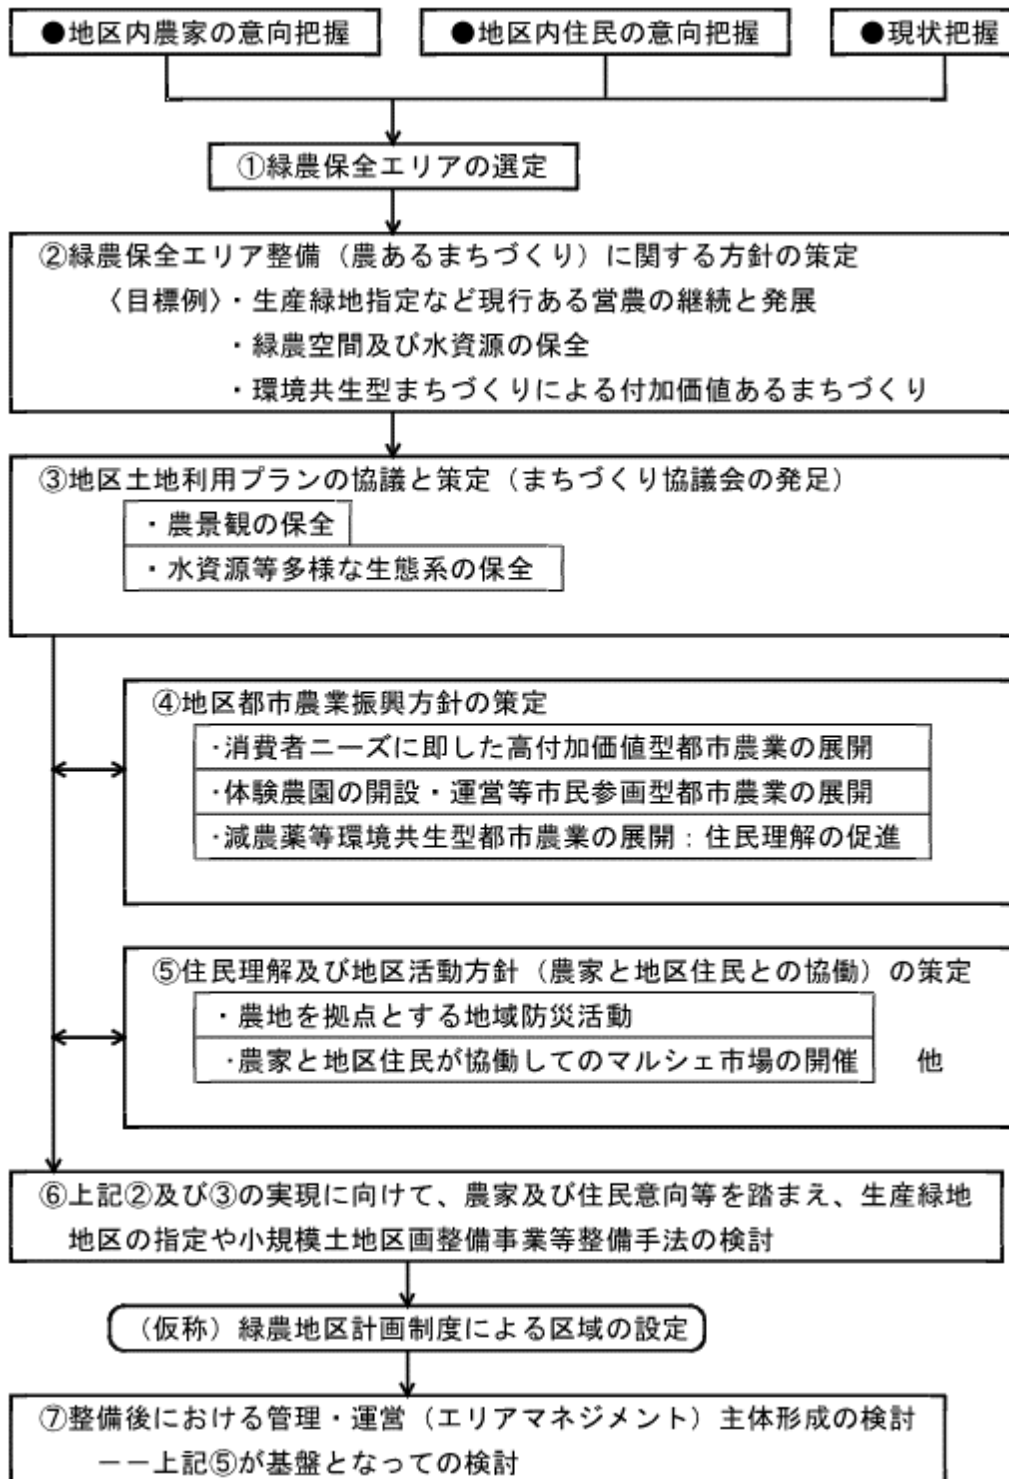 ●地区内農家の意向把握
●地区内住民の意向把握
●現状把握
①緑農保全エリアの選定
②緑農保全エリア整備（農あるまちづくり）に関する方針の策定
〈目標例〉・生産緑地指定など現行ある営農の継続と発展
・緑農空間及び水資源の保全
・環境共生型まちづくりによる付加価値あるまちづくり
③地区土地利用プランの協議と策定（まちづくり協議会の発足）
・農景観の保全
・水資源等多様な生態系の保全
④地区都市農業振興方針の策定
・消費者ニーズに即した高付加価値型都市農業の展開
・体験農園の開設・運営等市民参画型都市農業の展開
・減農薬等環境共生型都市農業の展開：住民理解の促進
⑤住民理解及び地区活動方針（農家と地区住民との協働）の策定
・農地を拠点とする地域防災活動
・農家と地区住民が協働してのマルシェ市場の開催　他
⑥上記②及び③の実現に向けて、農家及び住民意向等を踏まえ、生産緑地
地区の指定や小規模土地区画整備事業等整備手法の検討
（仮称）緑農地区計画制度による区域の設定
⑦整備後における管理・運営（エリアマネジメント）主体形成の検討
ーー上記⑤が基盤となっての検討